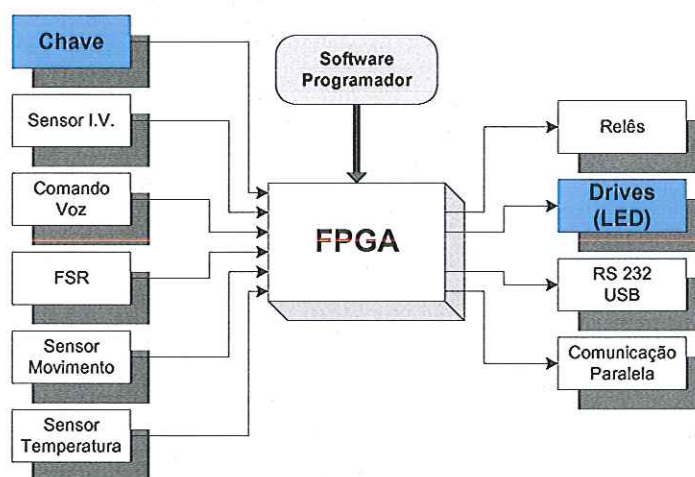 Chave
Sensor I.V.
Comando
Voz
FSR
Sensor
Movimento
Sensor
Temperatura
Software
Programador
FPGA
Relês
Drives
(LED)
RS 232
USB
Comunicação
Paralela